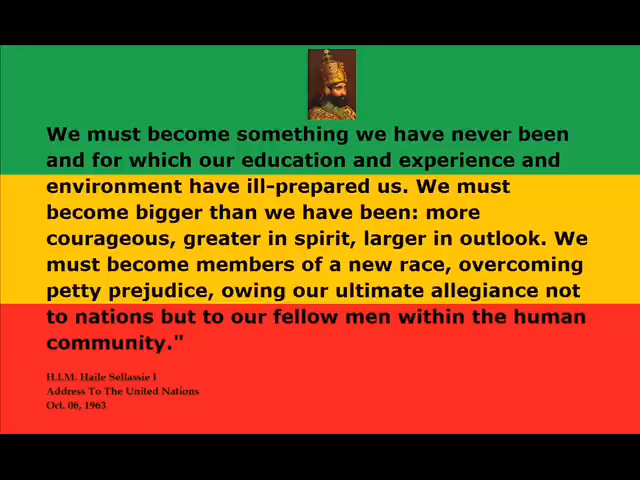 We must become something we have never been
and for which our education and experience and
environment have ill-prepared us. We must
become bigger than we have been: more
courageous, greater in spirit, larger in outlook. We
must become members of a new race, overcoming
petty prejudice, owing our ultimate allegiance not
to nations but to our fellow men within the human
community."
H.I.M. Haile Sellassie I
Address To The United Nations
Oct. 06, 1963